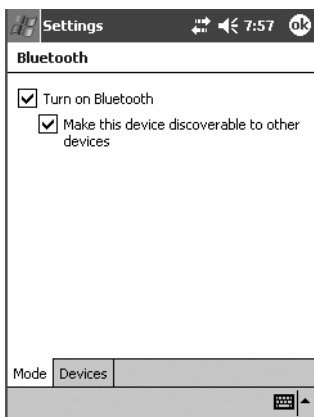 Settings 7:57 ok
Bluetooth
Turn on Bluetooth
Make this device discoverable to other
devices
Mode Devices